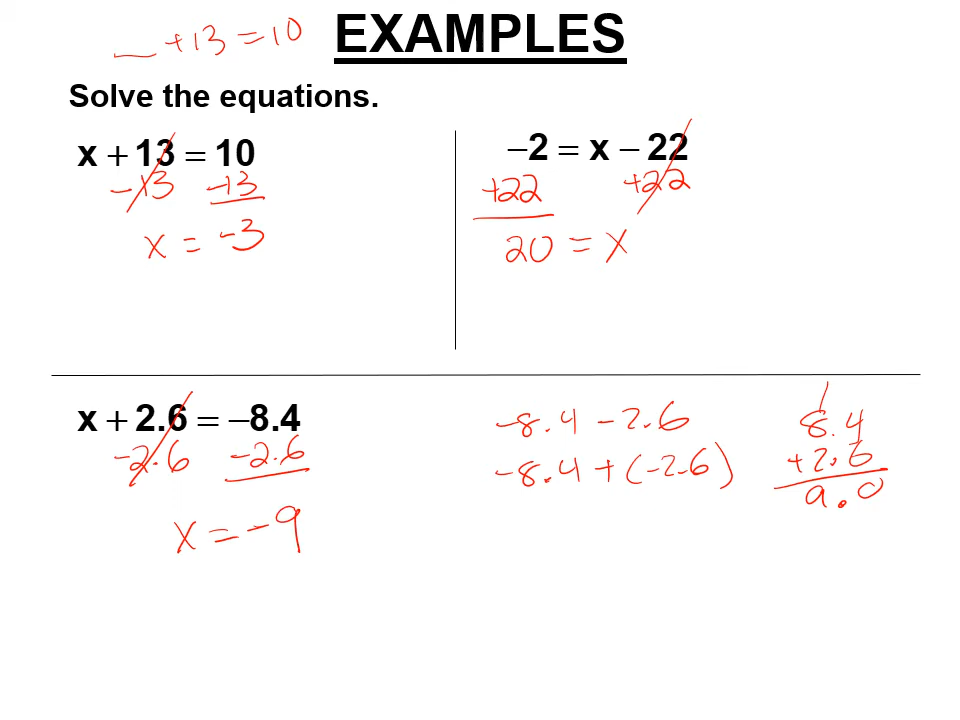 __ +13 = 10
EXAMPLES
Solve the equations.
x + 13 = 10
-13 -13
x = -3
−2 = x − 22
+22 +22
20 = x
x + 2.6 = −8.4
-2.6 -2.6
x = -9
-8.4 - 2.6
-8.4 + (-2.6)
1
8.4
+2.6
9.0